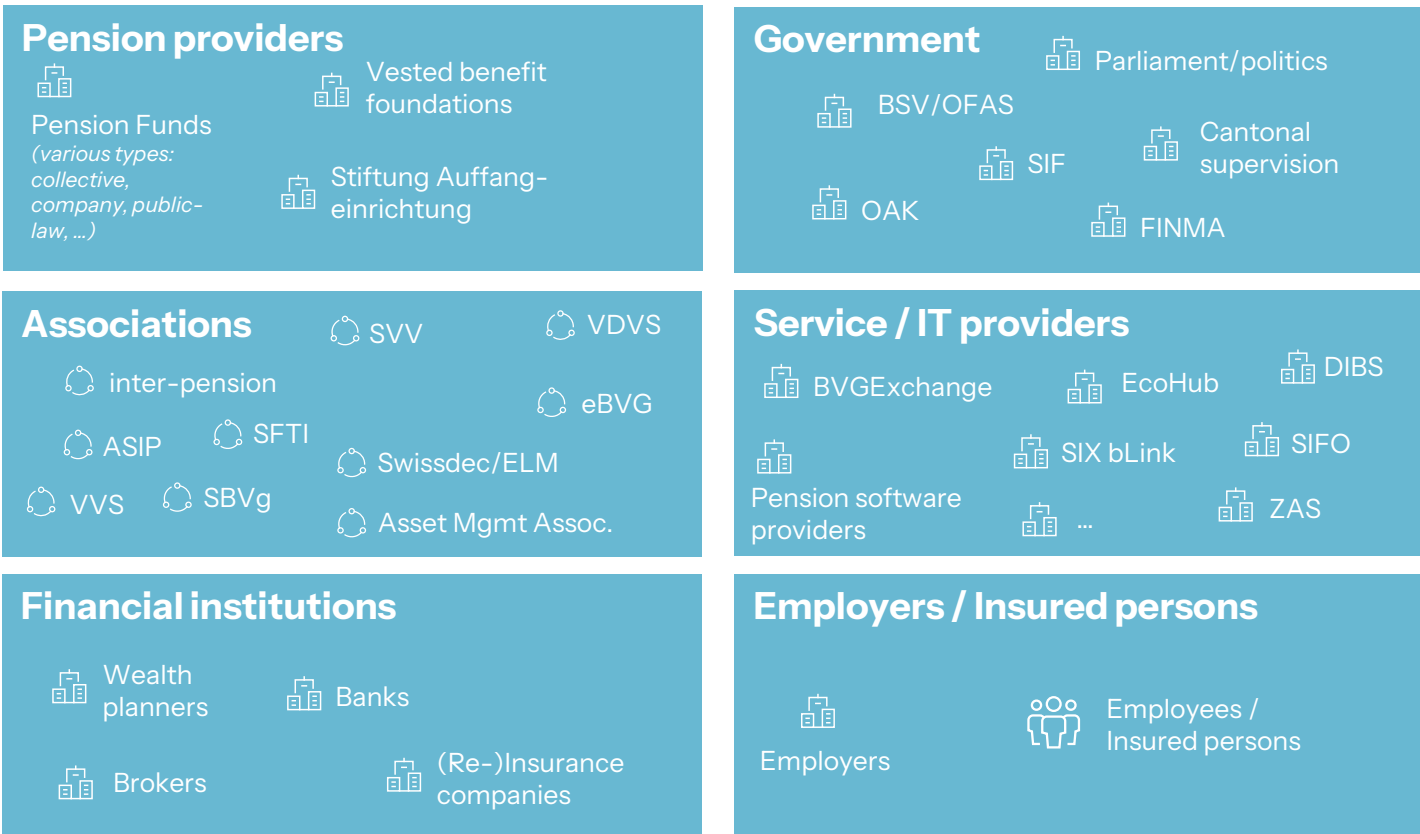 Pension providers
Pension Funds
(various types:
collective,
company, public-
law, ...)
Vested benefit
foundations
Stiftung Auffang-
einrichtung
Government
Parliament/politics
BSV/OFAS
Cantonal
supervision
SIF
OAK
FINMA
Associations
SVV
VDVS
inter-pension
eBVG
ASIP
SFTI
Swissdec/ELM
VVS
SBVg
Asset Mgmt Assoc.
Service / IT providers
BVGExchange
EcoHub
DIBS
Pension software
providers
SIX bLink
SIFO
...
ZAS
Financial institutions
Wealth
planners
Banks
Brokers
(Re-)Insurance
companies
Employers / Insured persons
Employers
Employees /
Insured persons